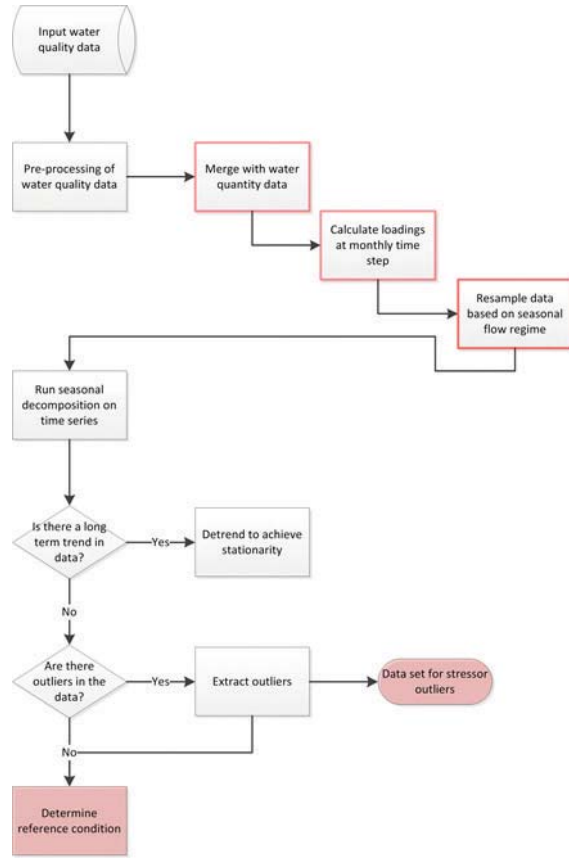 Input water
quality data
Pre-processing of
water quality data
Merge with water
quantity data
Calculate loadings
at monthly time
step
Resample data
based on seasonal
flow regime
Run seasonal
decomposition on
time series
Is there a long
term trend in
data?
Yes
Detrend to achieve
stationarity
No
Are there
outliers in the
data?
Yes
Extract outliers
Data set for stressor
outliers
No
Determine
reference condition